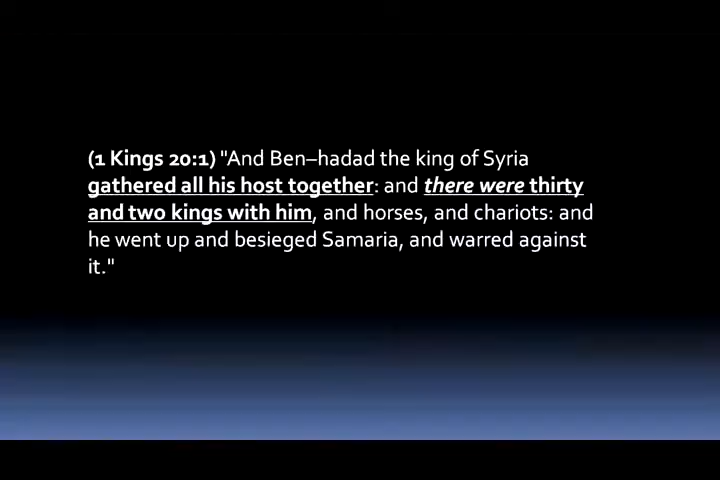 (1 Kings 20:1) "And Ben–hadad the king of Syria
gathered all his host together: and there were thirty
and two kings with him, and horses, and chariots: and
he went up and besieged Samaria, and warred against
it."